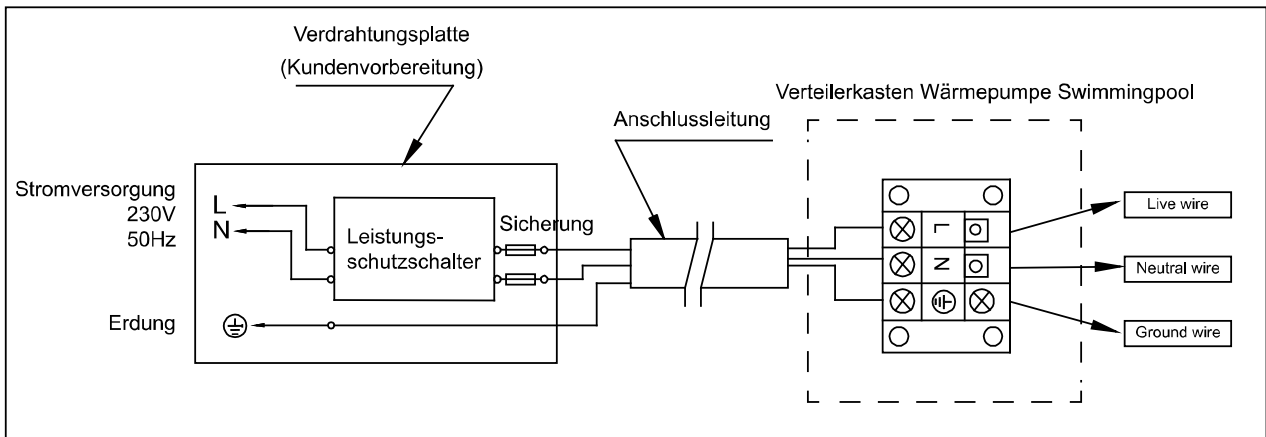 Verdrahtungsplatte
(Kundenvorbereitung)
Verteilerkasten Wärmepumpe Swimmingpool
Anschlussleitung
Stromversorgung
230V
50Hz
L
N
Leistungs-
schutzschalter
Sicherung
Erdung
L
N
Live wire
Neutral wire
Ground wire